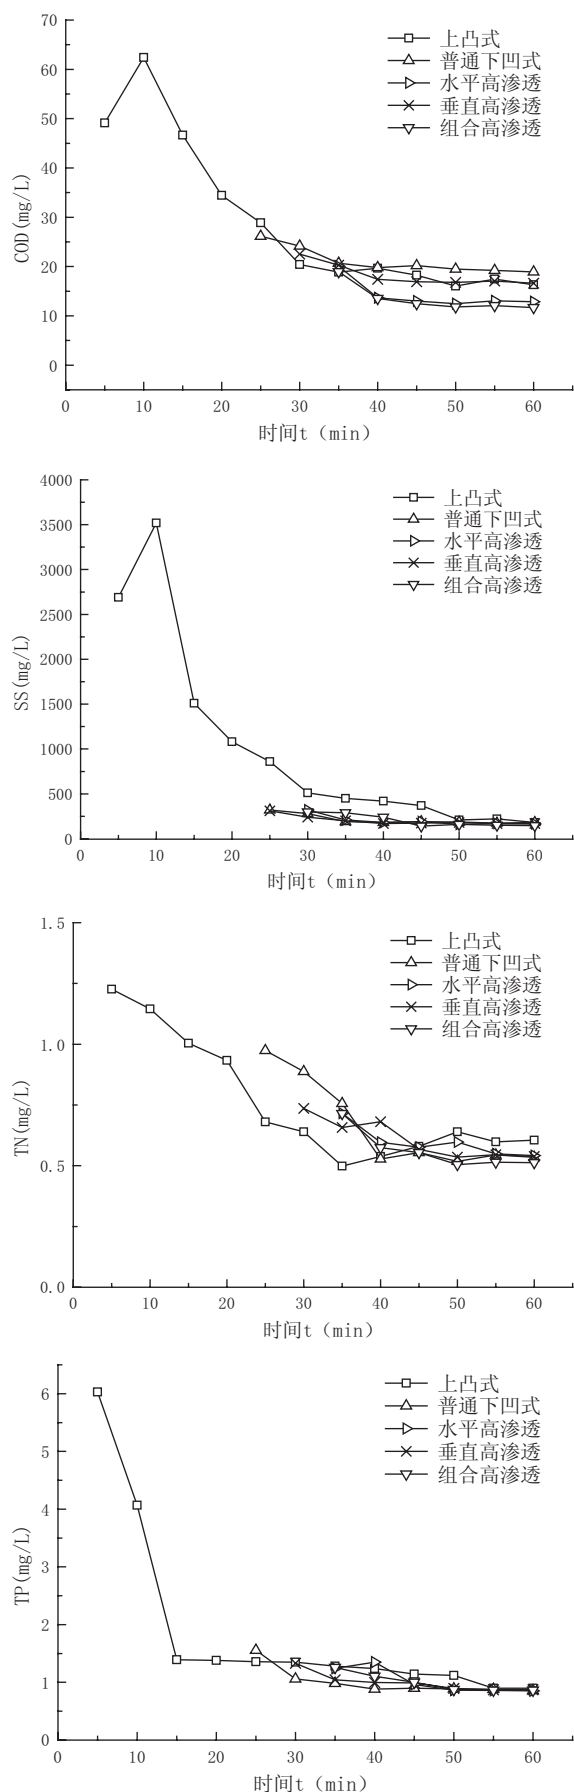 70
60
50
40
30
20
10
0
COD(mg/L)
上凸式
普通下凹式
水平高渗透
垂直高渗透
组合高渗透
0 10 20 30 40 50 60
时间t（min）
4000
3500
3000
2500
2000
1500
1000
500
0
SS(mg/L)
上凸式
普通下凹式
水平高渗透
垂直高渗透
组合高渗透
0 10 20 30 40 50 60
时间t（min）
1.5
1.0
0.5
0.0
TN(mg/L)
上凸式
普通下凹式
水平高渗透
垂直高渗透
组合高渗透
0 10 20 30 40 50 60
时间t（min）
6
5
4
3
2
1
0
TP(mg/L)
上凸式
普通下凹式
水平高渗透
垂直高渗透
组合高渗透
0 10 20 30 40 50 60
时间t（min）